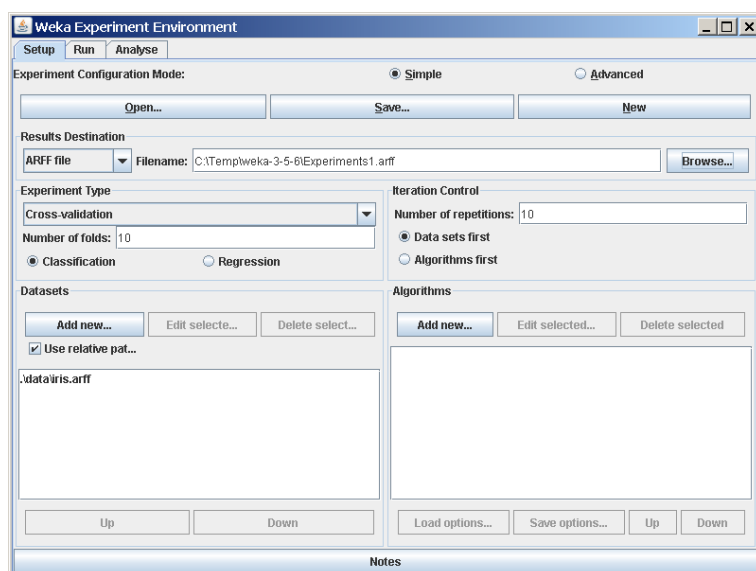 Weka Experiment Environment
Setup Run Analyse
Experiment Configuration Mode: Simple Advanced
Open... Save... New
Results Destination
ARFF file Filename: C:\Temp\weka-3-5-6\Experiments1.arff Browse...
Experiment Type
Cross-validation
Number of folds: 10
Classification Regression
Iteration Control
Number of repetitions: 10
Data sets first
Algorithms first
Datasets
Add new... Edit selecte... Delete select...
Use relative pat...
.\data\iris.arff
Up Down
Algorithms
Add new... Edit selected... Delete selected
Load options... Save options... Up Down
Notes